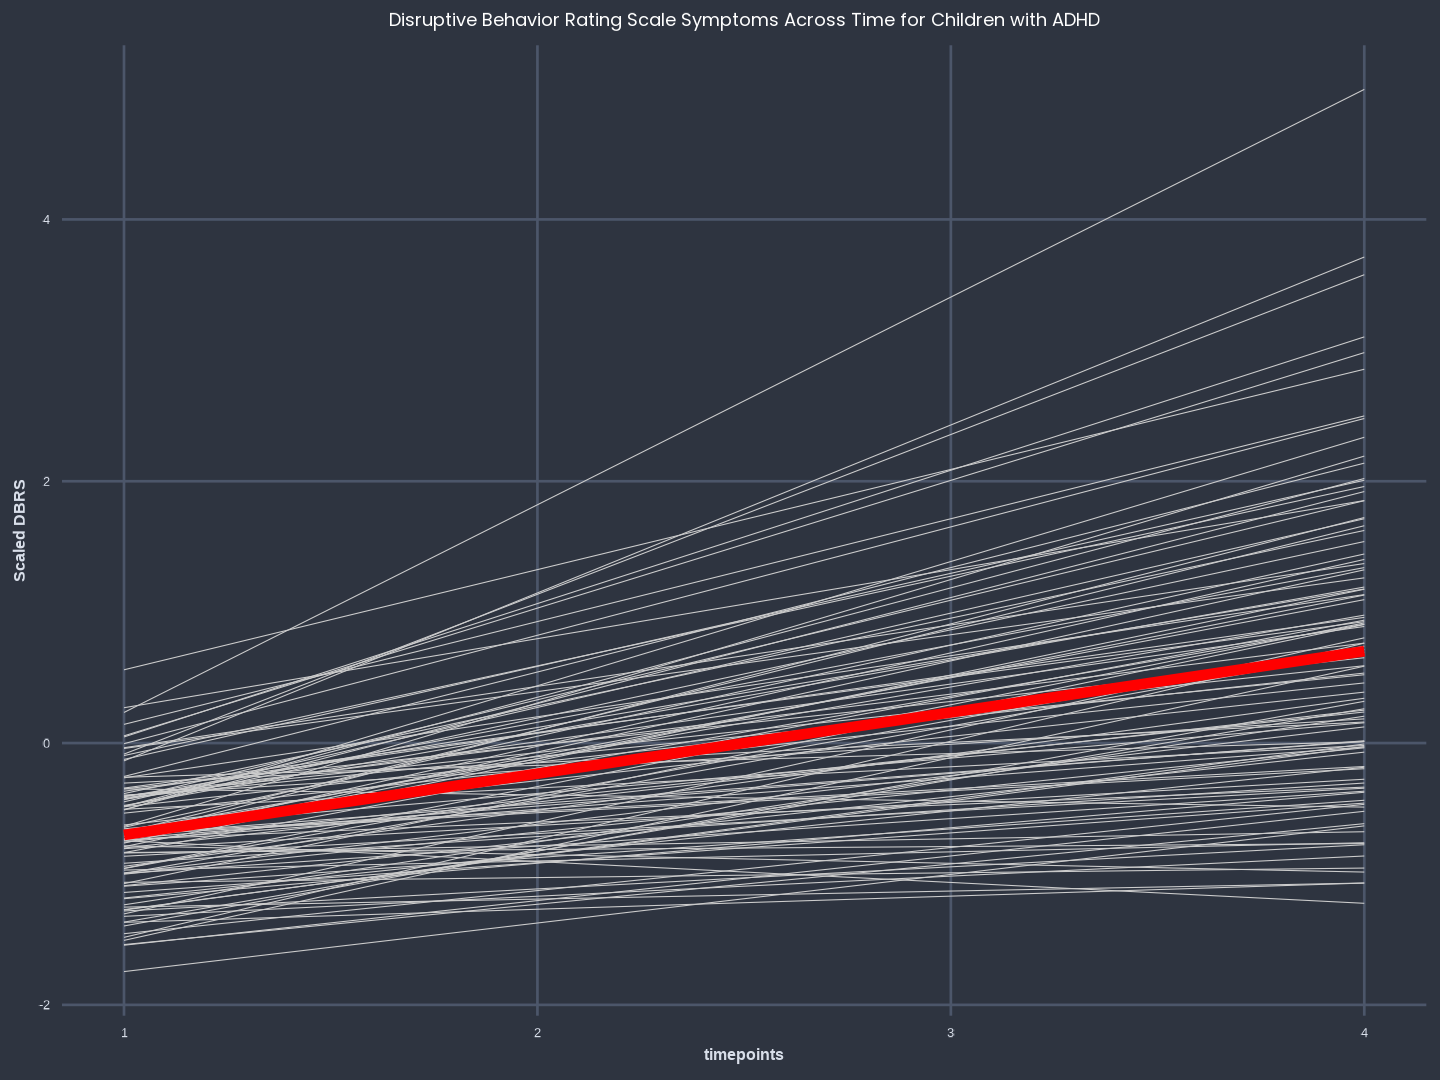 Disruptive Behavior Rating Scale Symptoms Across Time for Children with ADHD
4
2
0
-2
Scaled DBRS
1 2 3 4
timepoints